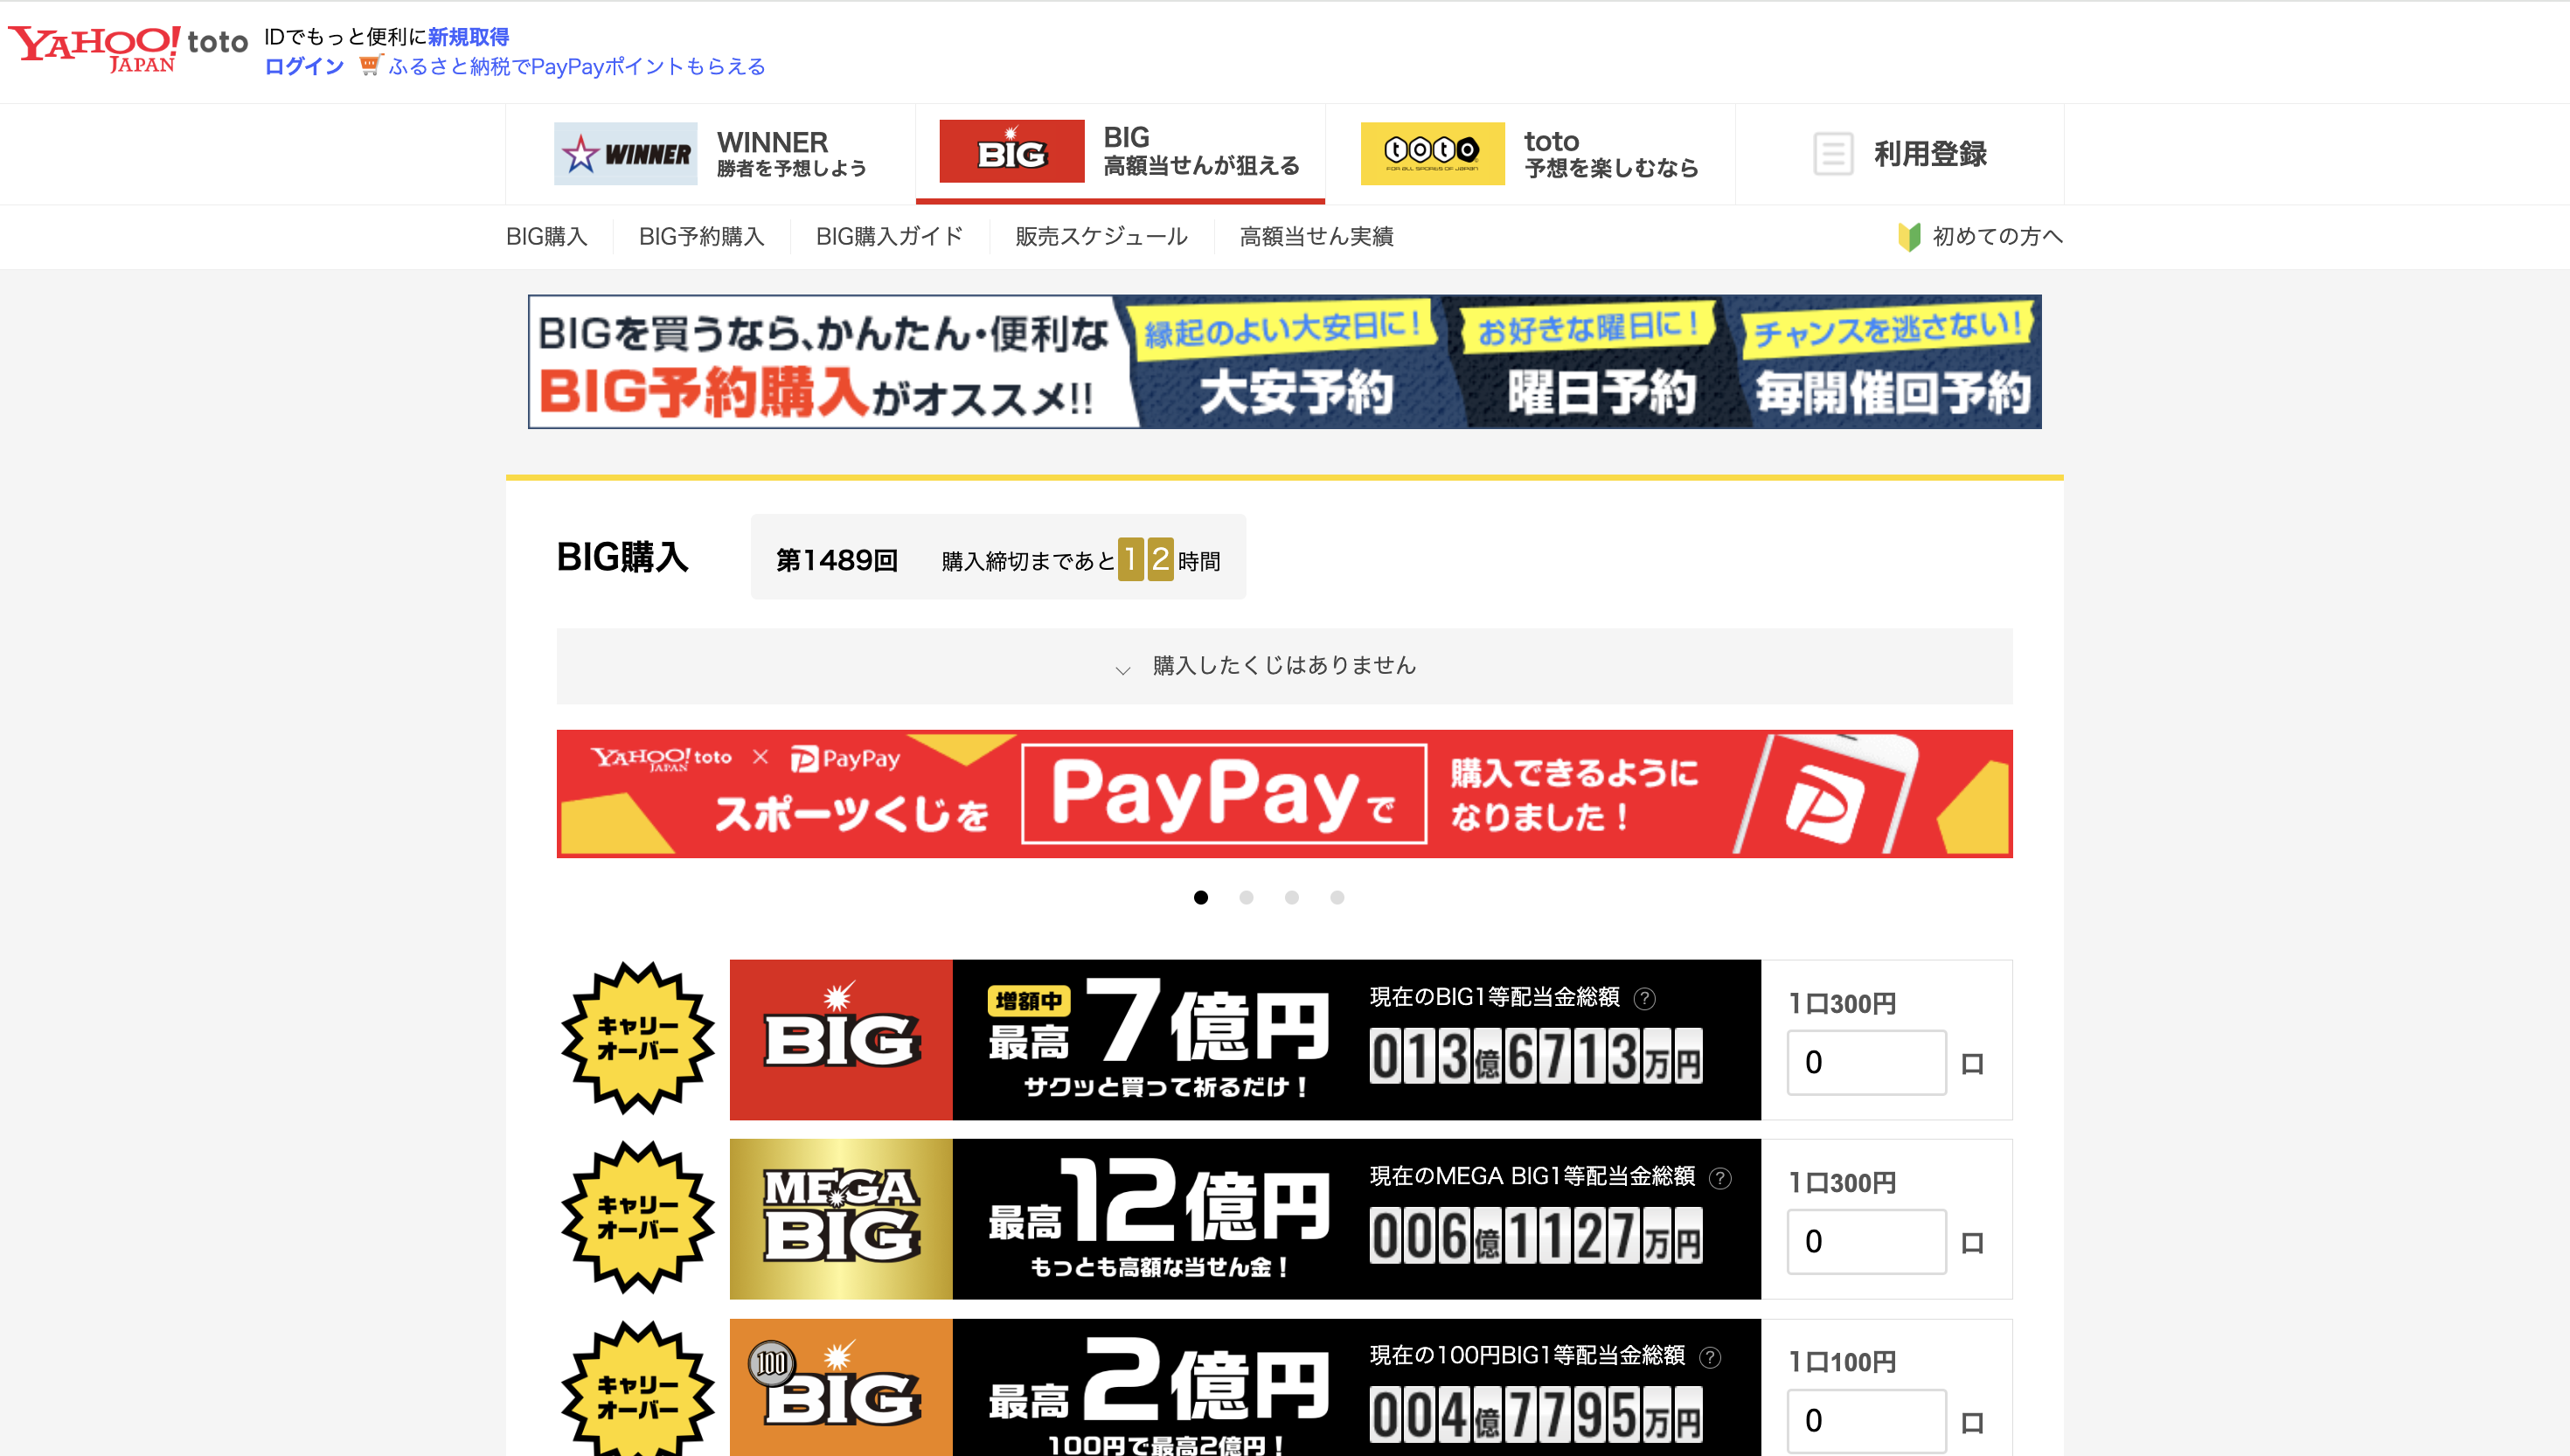 YAHOO! JAPAN toto
IDでもっと便利に新規取得
ログイン ふるさと納税でPayPayポイントもらえる
WINNER
WINNER
勝者を予想しよう
BIG
BIG
高額当せんが狙える
toto
FOR ALL SPORTS OF JAPAN
toto
予想を楽しむなら
利用登録
BIG購入
BIG予約購入
BIG購入ガイド
販売スケジュール
高額当せん実績
初めての方へ
BIGを買うなら、かんたん・便利な
BIG予約購入がオススメ!!
縁起のよい大安日に!
大安予約
お好きな曜日に!
曜日予約
チャンスを逃さない!
毎開催回予約
BIG購入
第1489回 購入締切まであと12時間
購入したくじはありません
YAHOO! JAPAN toto × PayPay
スポーツくじを PayPayで
購入できるように
なりました!
キャリー
オーバー
BIG
増額中
最高7億円
サクッと買って祈るだけ!
現在のBIG1等配当金総額 ?
013億6713万円
1口300円
0 口
キャリー
オーバー
MEGA
BIG
最高12億円
もっとも高額な当せん金!
現在のMEGA BIG1等配当金総額 ?
006億1127万円
1口300円
0 口
キャリー
オーバー
100
BIG
最高2億円
100円で最高2億円!
現在の100円BIG1等配当金総額 ?
004億7795万円
1口100円
0 口